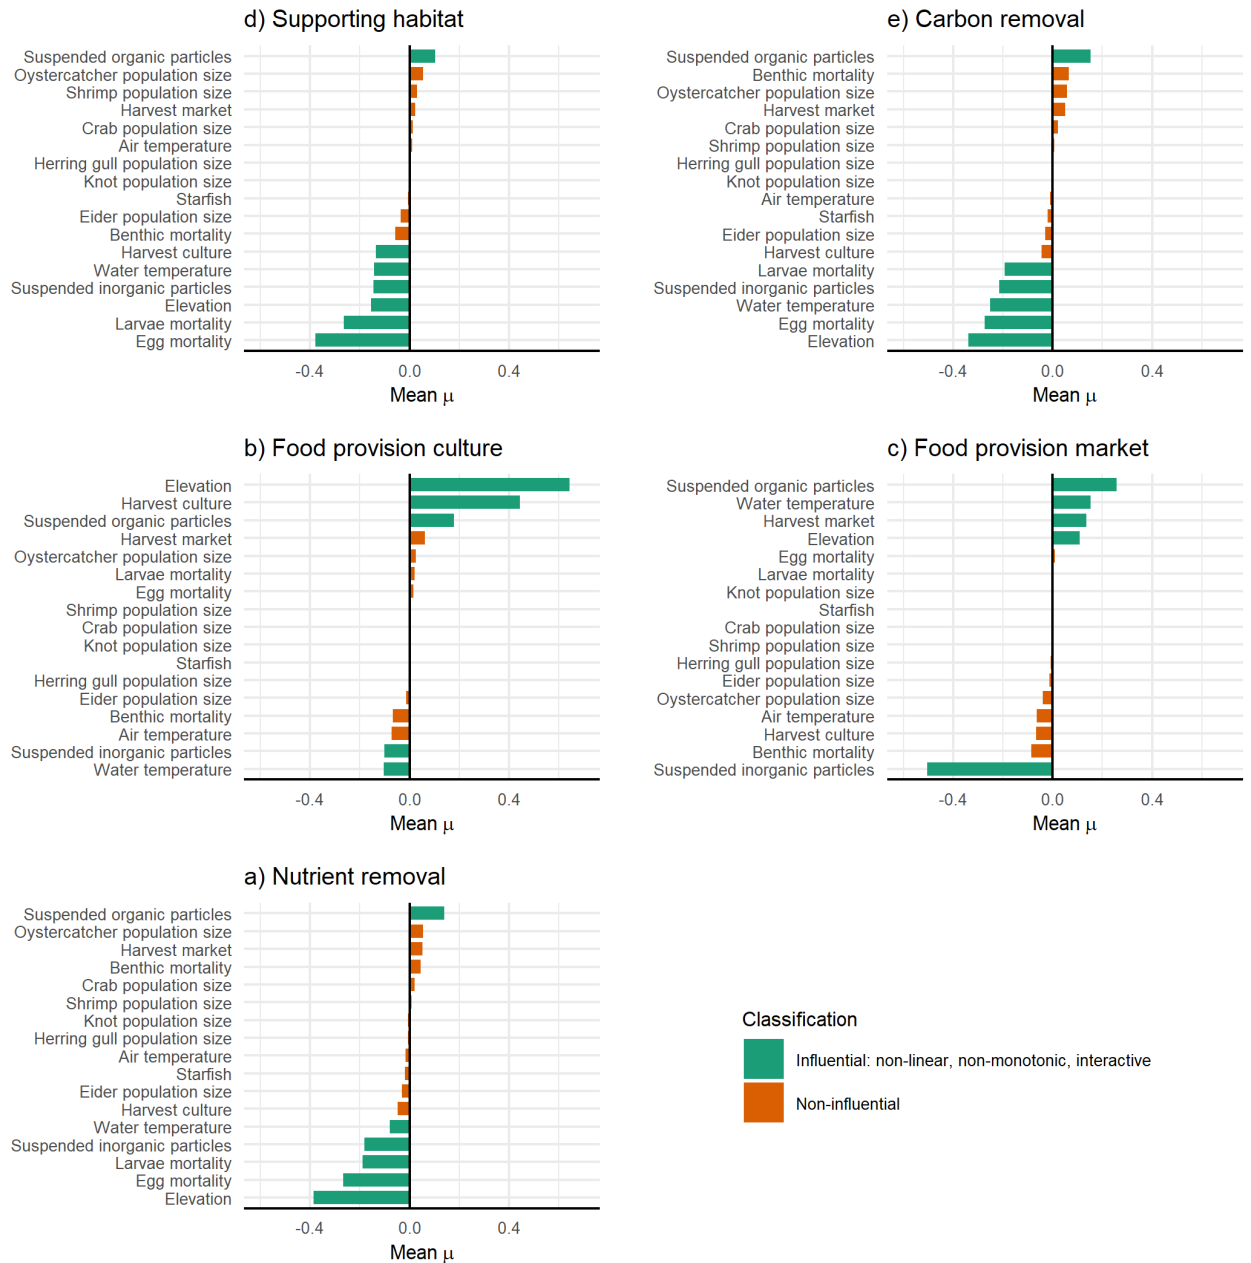 d) Supporting habitat
Suspended organic particles
Oystercatcher population size
Shrimp population size
Harvest market
Crab population size
Air temperature
Herring gull population size
Knot population size
Starfish
Eider population size
Benthic mortality
Harvest culture
Water temperature
Suspended inorganic particles
Elevation
Larvae mortality
Egg mortality
-0.4 0.0 0.4
Mean μ
e) Carbon removal
Suspended organic particles
Benthic mortality
Oystercatcher population size
Harvest market
Crab population size
Shrimp population size
Herring gull population size
Knot population size
Air temperature
Starfish
Eider population size
Harvest culture
Larvae mortality
Suspended inorganic particles
Water temperature
Egg mortality
Elevation
-0.4 0.0 0.4
Mean μ
b) Food provision culture
Elevation
Harvest culture
Suspended organic particles
Harvest market
Oystercatcher population size
Larvae mortality
Egg mortality
Shrimp population size
Crab population size
Knot population size
Starfish
Herring gull population size
Eider population size
Benthic mortality
Air temperature
Suspended inorganic particles
Water temperature
-0.4 0.0 0.4
Mean μ
c) Food provision market
Suspended organic particles
Water temperature
Harvest market
Elevation
Egg mortality
Larvae mortality
Knot population size
Starfish
Crab population size
Shrimp population size
Herring gull population size
Eider population size
Oystercatcher population size
Air temperature
Harvest culture
Benthic mortality
Suspended inorganic particles
-0.4 0.0 0.4
Mean μ
a) Nutrient removal
Suspended organic particles
Oystercatcher population size
Harvest market
Benthic mortality
Crab population size
Shrimp population size
Knot population size
Herring gull population size
Air temperature
Starfish
Eider population size
Harvest culture
Water temperature
Suspended inorganic particles
Larvae mortality
Egg mortality
Elevation
-0.4 0.0 0.4
Mean μ
Classification
Influential: non-linear, non-monotonic, interactive
Non-influential